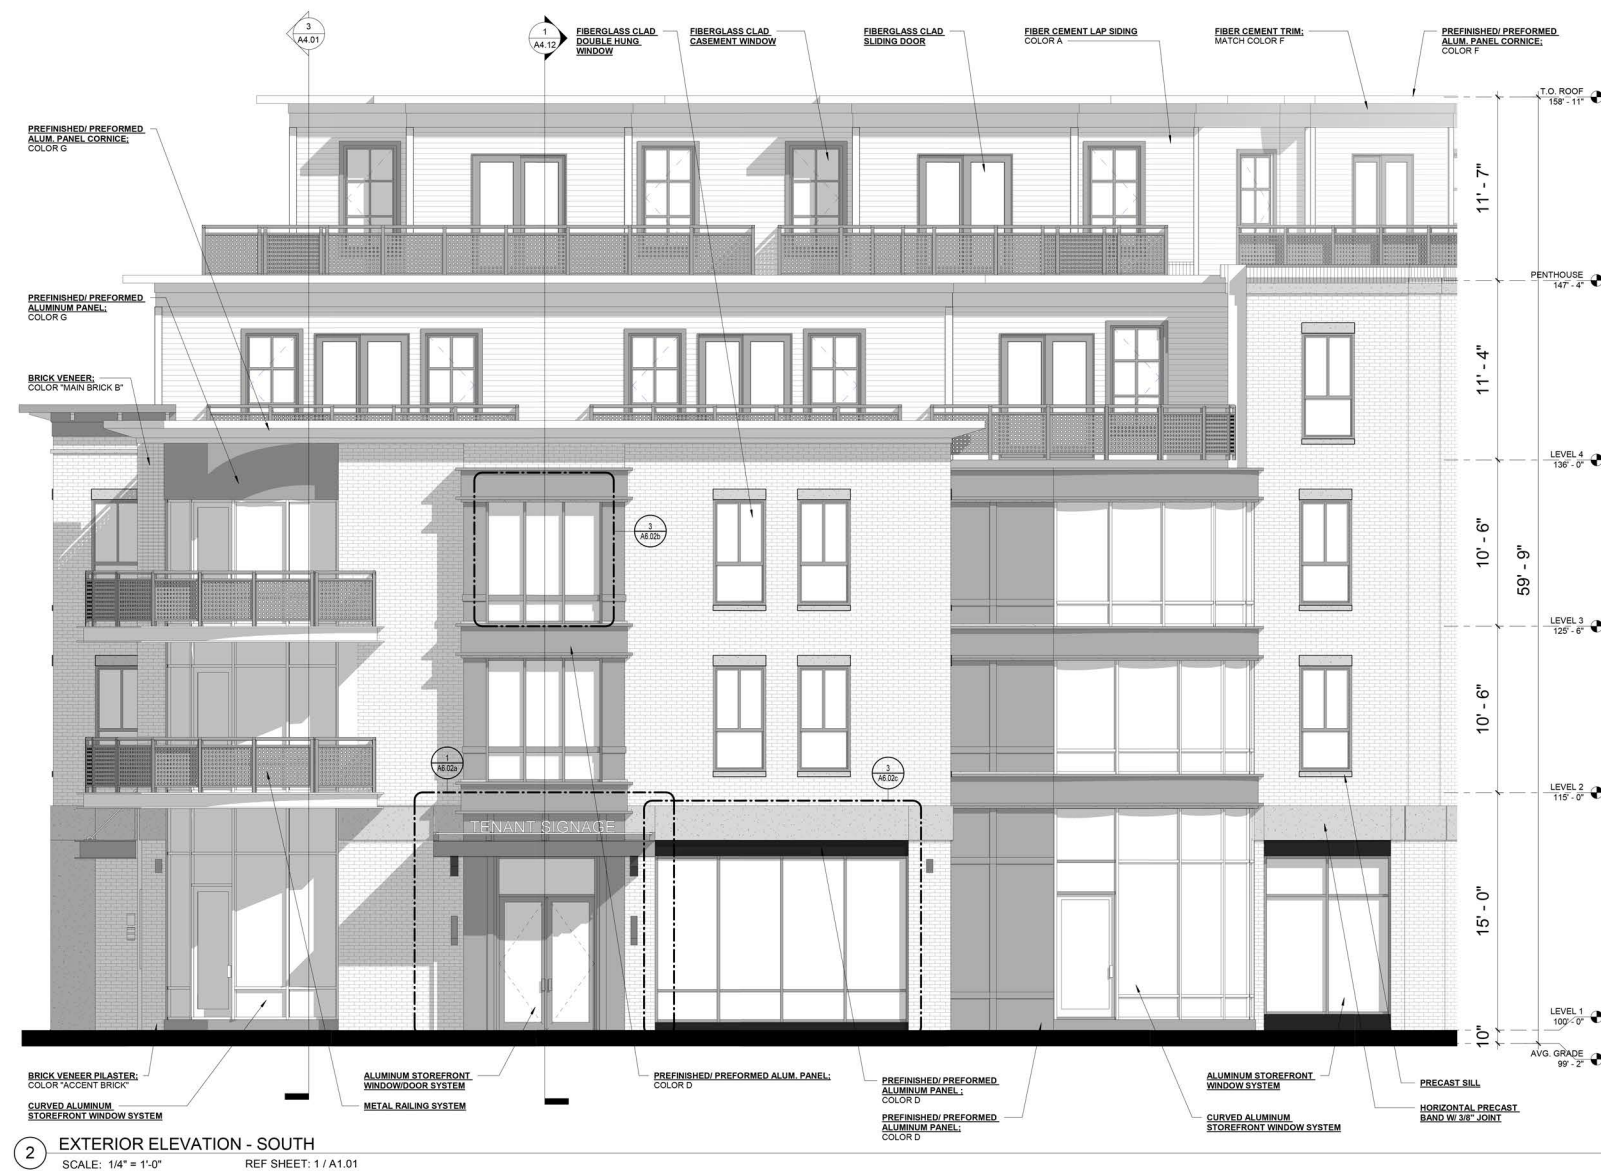 3
A4.01
1
A4.12
FIBERGLASS CLAD
DOUBLE HUNG
WINDOW
FIBERGLASS CLAD
CASEMENT WINDOW
FIBERGLASS CLAD
SLIDING DOOR
FIBER CEMENT LAP SIDING
COLOR A
FIBER CEMENT TRIM;
MATCH COLOR F
PREFINISHED/ PREFORMED
ALUM. PANEL CORNICE;
COLOR F
T.O. ROOF
158' - 11"
PREFINISHED/ PREFORMED
ALUM. PANEL CORNICE;
COLOR G
11' - 7"
PENTHOUSE
147' - 4"
PREFINISHED/ PREFORMED
ALUMINUM PANEL;
COLOR G
11' - 4"
BRICK VENEER;
COLOR "MAIN BRICK B"
LEVEL 4
136' - 0"
3
A6.02b
10' - 6"
59' - 9"
LEVEL 3
125' - 6"
10' - 6"
1
A6.02a
3
A6.02c
LEVEL 2
115' - 0"
TENANT SIGNAGE
15' - 0"
LEVEL 1
100' - 0"
10"
AVG. GRADE
99' - 2"
BRICK VENEER PILASTER;
COLOR "ACCENT BRICK"
CURVED ALUMINUM
STOREFRONT WINDOW SYSTEM
ALUMINUM STOREFRONT
WINDOW/DOOR SYSTEM
METAL RAILING SYSTEM
PREFINISHED/ PREFORMED ALUM. PANEL;
COLOR D
PREFINISHED/ PREFORMED
ALUMINUM PANEL ;
COLOR D
PREFINISHED/ PREFORMED
ALUMINUM PANEL;
COLOR D
ALUMINUM STOREFRONT
WINDOW SYSTEM
CURVED ALUMINUM
STOREFRONT WINDOW SYSTEM
PRECAST SILL
HORIZONTAL PRECAST
BAND W/ 3/8" JOINT
2
EXTERIOR ELEVATION - SOUTH
SCALE: 1/4" = 1'-0"
REF SHEET: 1 / A1.01